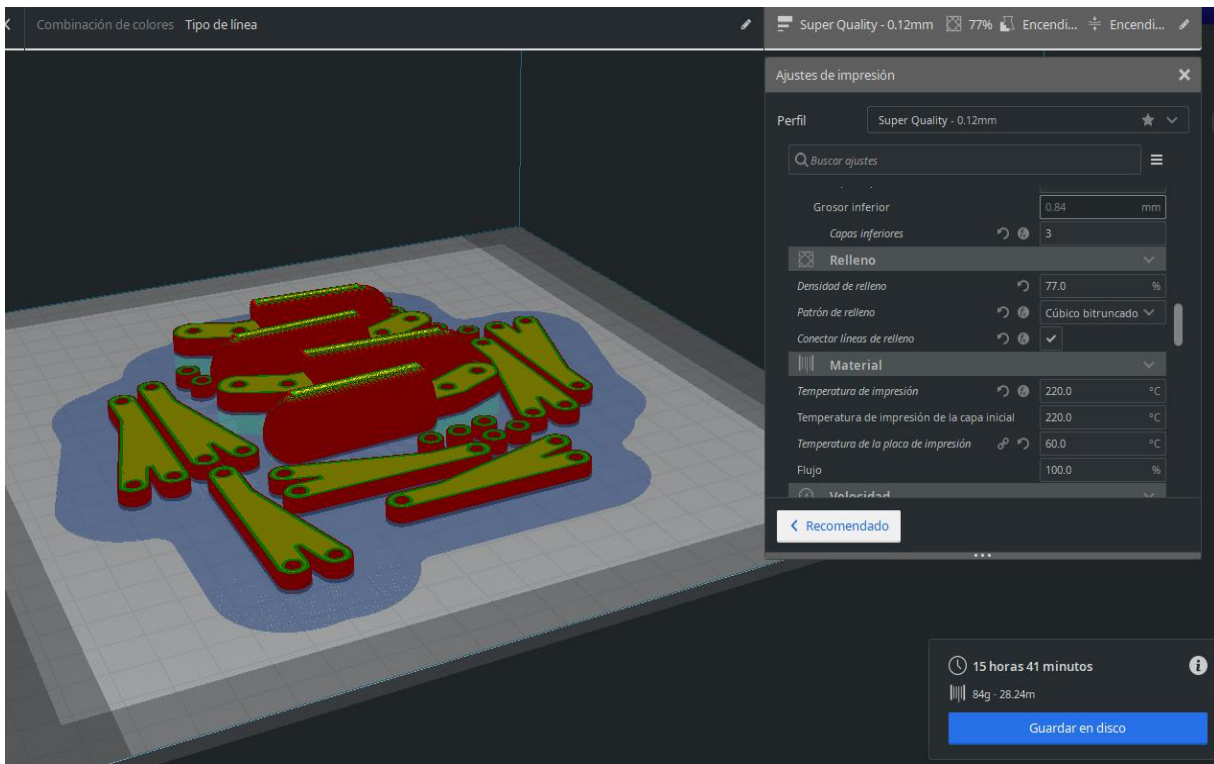 Combinación de colores Tipo de línea
Super Quality - 0.12mm 77% Encendi... Encendi...
Ajustes de impresión
Perfil Super Quality - 0.12mm
Buscar ajustes
Grosor inferior 0.84 mm
Capas inferiores 3
Relleno
Densidad de relleno 77.0 %
Patrón de relleno Cúbico bitruncado
Conectar líneas de relleno
Material
Temperatura de impresión 220.0 °C
Temperatura de impresión de la capa inicial 220.0 °C
Temperatura de la placa de impresión 60.0 °C
Flujo 100.0 %
Velocidad
Recomendado
15 horas 41 minutos
84g · 28.24m
Guardar en disco